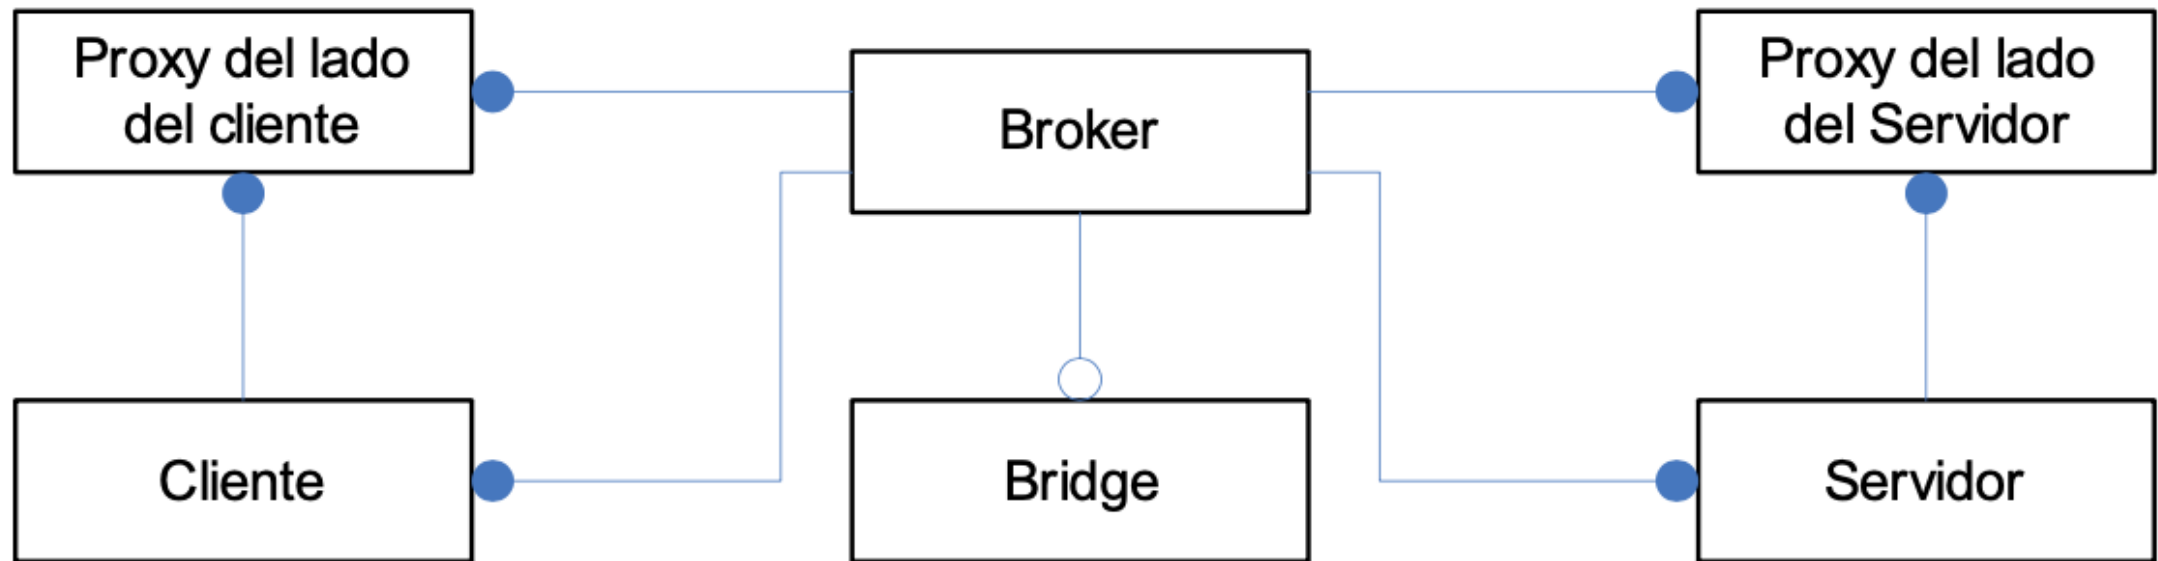 Proxy del lado
del cliente
Broker
Proxy del lado
del Servidor
Cliente
Bridge
Servidor